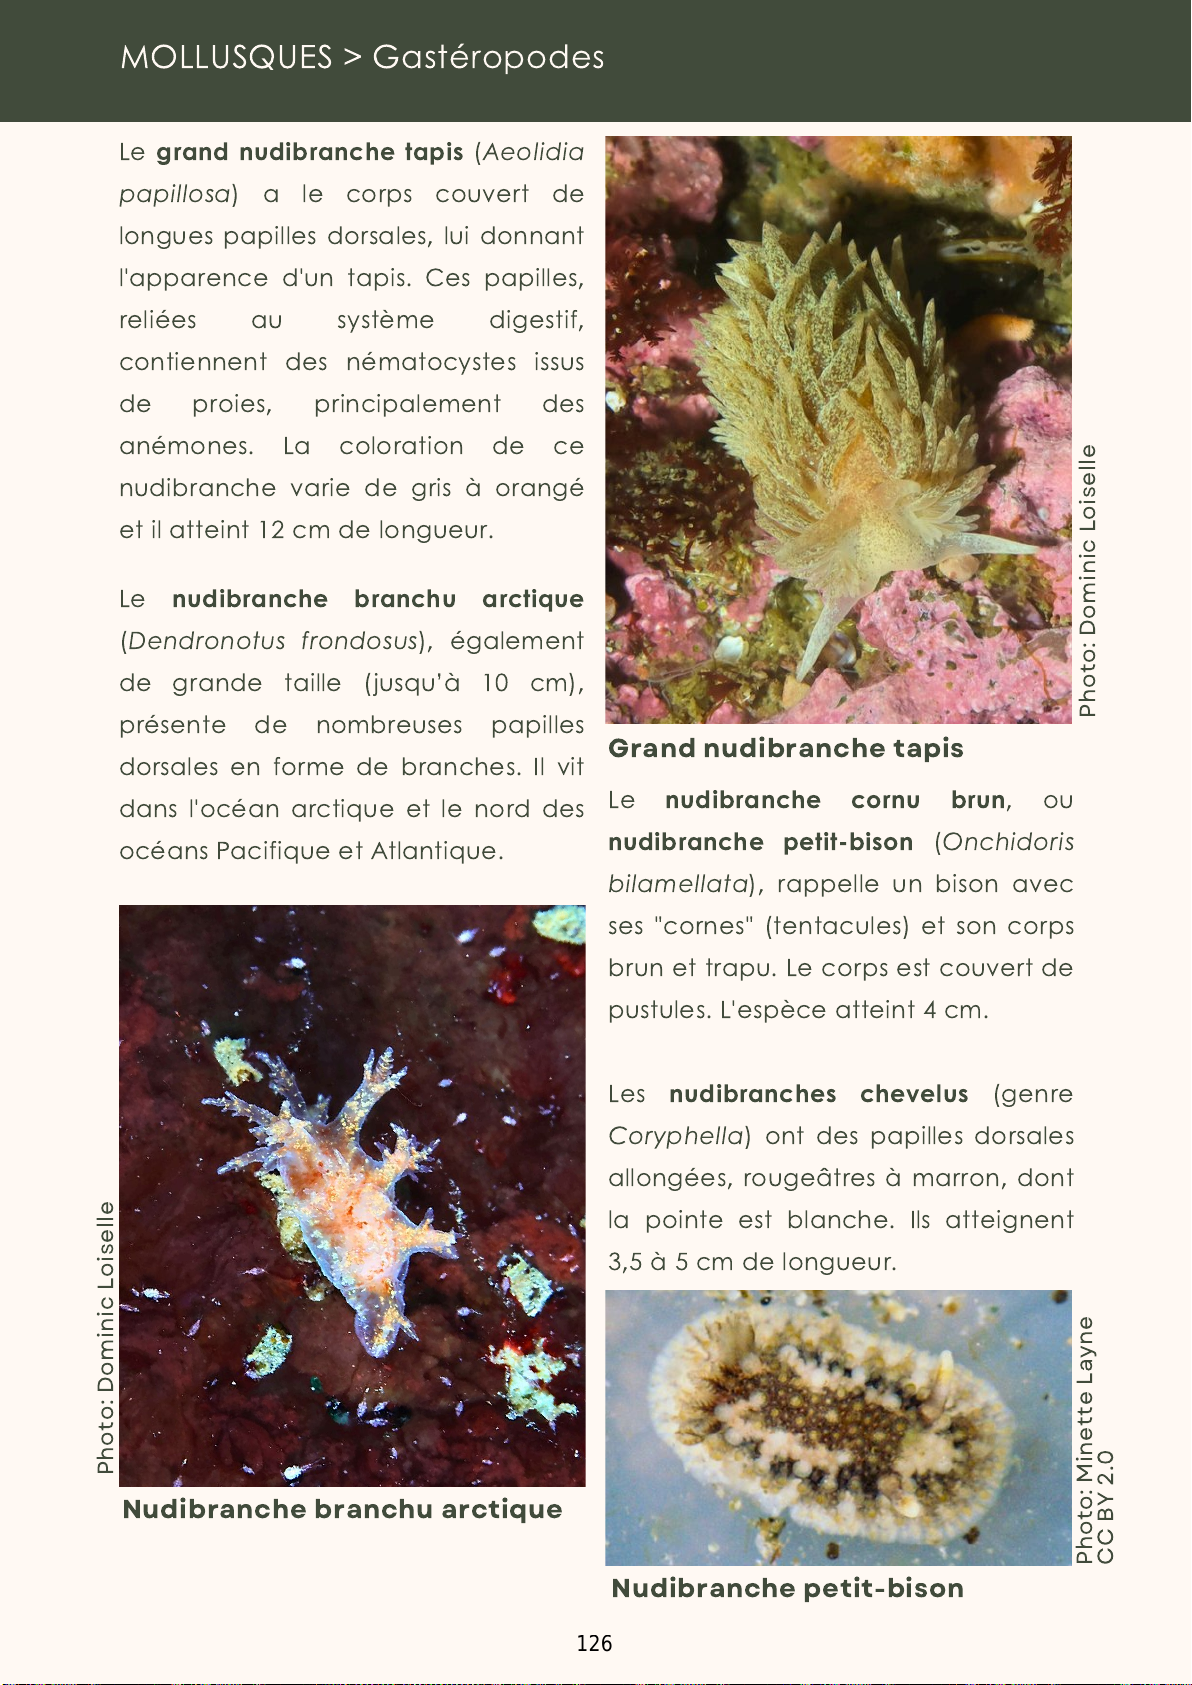 MOLLUSQUES > Gastéropodes
Le grand nudibranche tapis (Aeolidia
papillosa) a le corps couvert de
longues papilles dorsales, lui donnant
l'apparence d'un tapis. Ces papilles,
reliées au système digestif,
contiennent des nématocystes issus
de proies, principalement des
anémones. La coloration de ce
nudibranche varie de gris à orangé
et il atteint 12 cm de longueur.
Le nudibranche branchu arctique
(Dendronotus frondosus), également
de grande taille (jusqu’à 10 cm),
présente de nombreuses papilles
dorsales en forme de branches. Il vit
dans l'océan arctique et le nord des
océans Pacifique et Atlantique.
Photo: Dominic Loiselle
Nudibranche branchu arctique
Photo: Dominic Loiselle
Grand nudibranche tapis
Le nudibranche cornu brun, ou
nudibranche petit-bison (Onchidoris
bilamellata), rappelle un bison avec
ses "cornes" (tentacules) et son corps
brun et trapu. Le corps est couvert de
pustules. L'espèce atteint 4 cm.
Les nudibranches chevelus (genre
Coryphella) ont des papilles dorsales
allongées, rougeâtres à marron, dont
la pointe est blanche. Ils atteignent
3,5 à 5 cm de longueur.
Photo: Minette Layne
CC BY 2.0
Nudibranche petit-bison
126